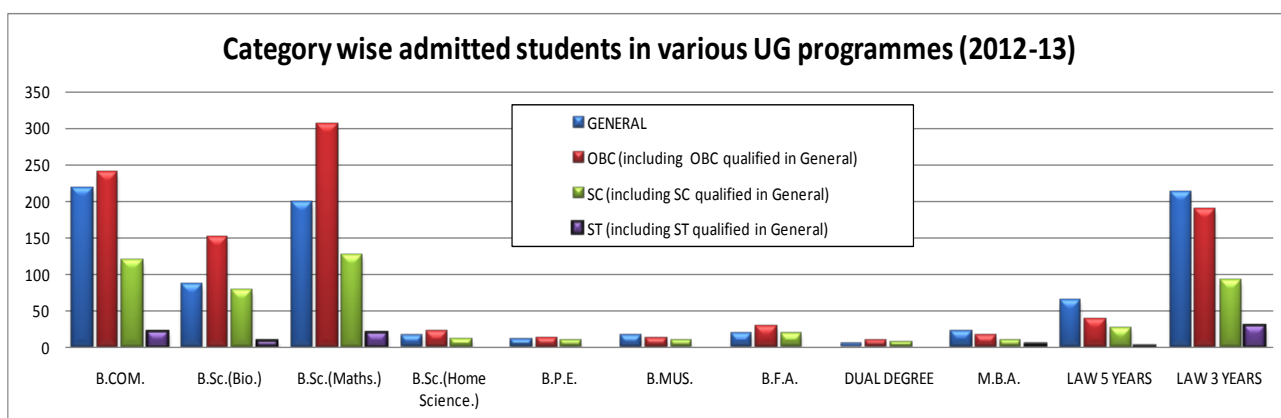 Category wise admitted students in various UG programmes (2012-13)
350
300
250
200
150
100
50
0
GENERAL
OBC (including OBC qualified in General)
SC (including SC qualified in General)
ST (including ST qualified in General)
B.COM.
B.Sc.(Bio.)
B.Sc.(Maths.)
B.Sc.(Home
Science.)
B.P.E.
B.MUS.
B.F.A.
DUAL DEGREE
M.B.A.
LAW 5 YEARS
LAW 3 YEARS